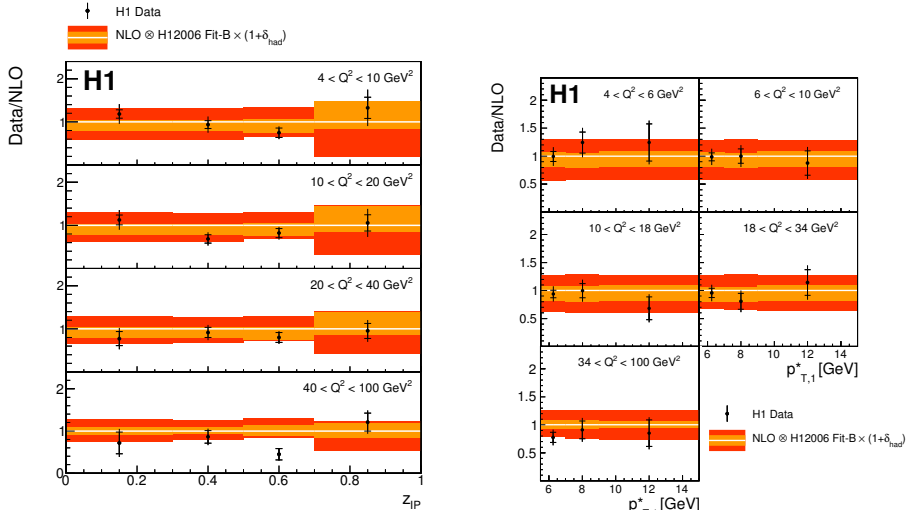 H1 Data
NLO ⊗ H12006 Fit-B × (1+δhad)
Data/NLO
H1
4 < Q² < 10 GeV²
2
1
10 < Q² < 20 GeV²
2
1
20 < Q² < 40 GeV²
2
1
40 < Q² < 100 GeV²
2
1
0
0 0.2 0.4 0.6 0.8 1
z_IP
Data/NLO
H1
4 < Q² < 6 GeV²
6 < Q² < 10 GeV²
2
1.5
1
0.5
10 < Q² < 18 GeV²
18 < Q² < 34 GeV²
2
1.5
1
0.5
34 < Q² < 100 GeV²
2
1.5
1
0.5
6 8 10 12 14
p*T,1 [GeV]
H1 Data
NLO ⊗ H12006 Fit-B × (1+δhad)
6 8 10 12 14
[GeV]